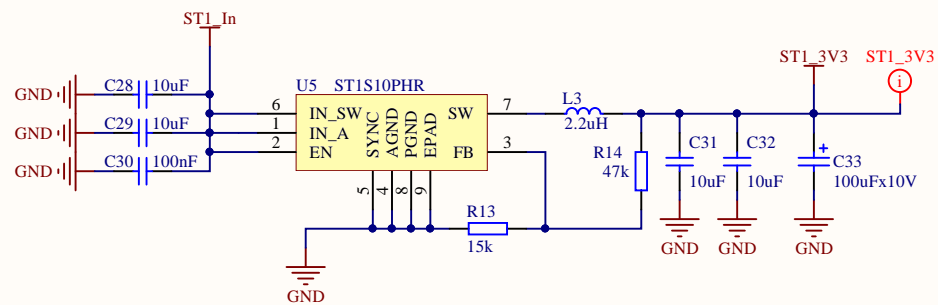 ST1_In
ST1_3V3
ST1_3V3
i
GND
C28
10uF
GND
C29
10uF
GND
C30
100nF
U5
ST1S10PHR
6
IN_SW
1
IN_A
2
EN
SYNC
AGND
PGND
EPAD
SW
7
FB
3
5
4
8
9
L3
2.2uH
R14
47k
R13
15k
C31
10uF
C32
10uF
+
C33
100uFx10V
GND
GND
GND
GND